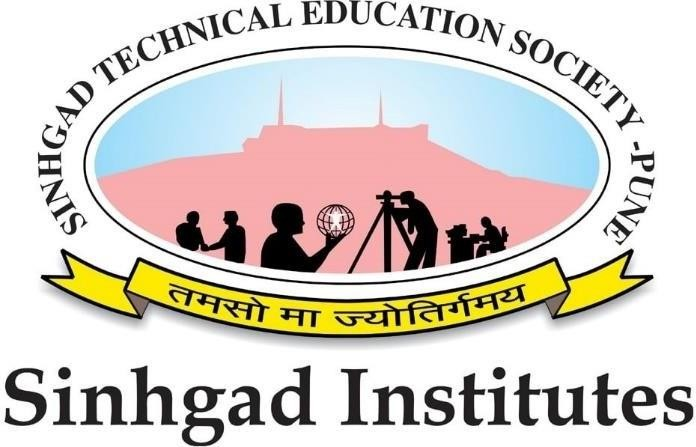 SINHGAD TECHNICAL EDUCATION SOCIETY - PUNE
तमसो मा ज्योतिर्गमय
Sinhgad Institutes